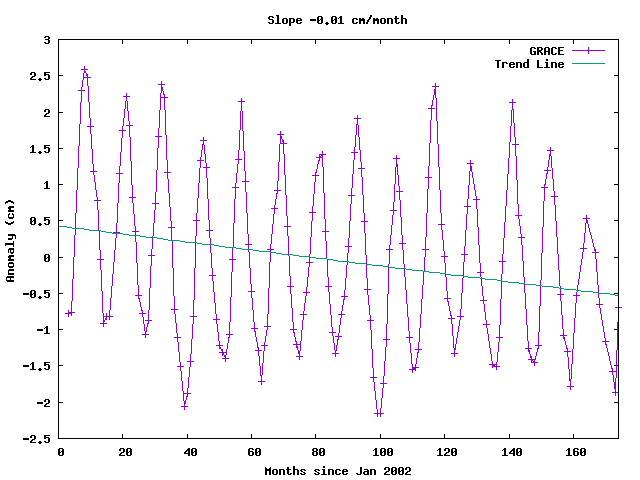 Slope -0.01 cm/month
GRACE
Trend Line
3
2.5
2
1.5
1
0.5
0
-0.5
-1
-1.5
-2
-2.5
Anomaly (cm)
0 20 40 60 80 100 120 140 160
Months since Jan 2002